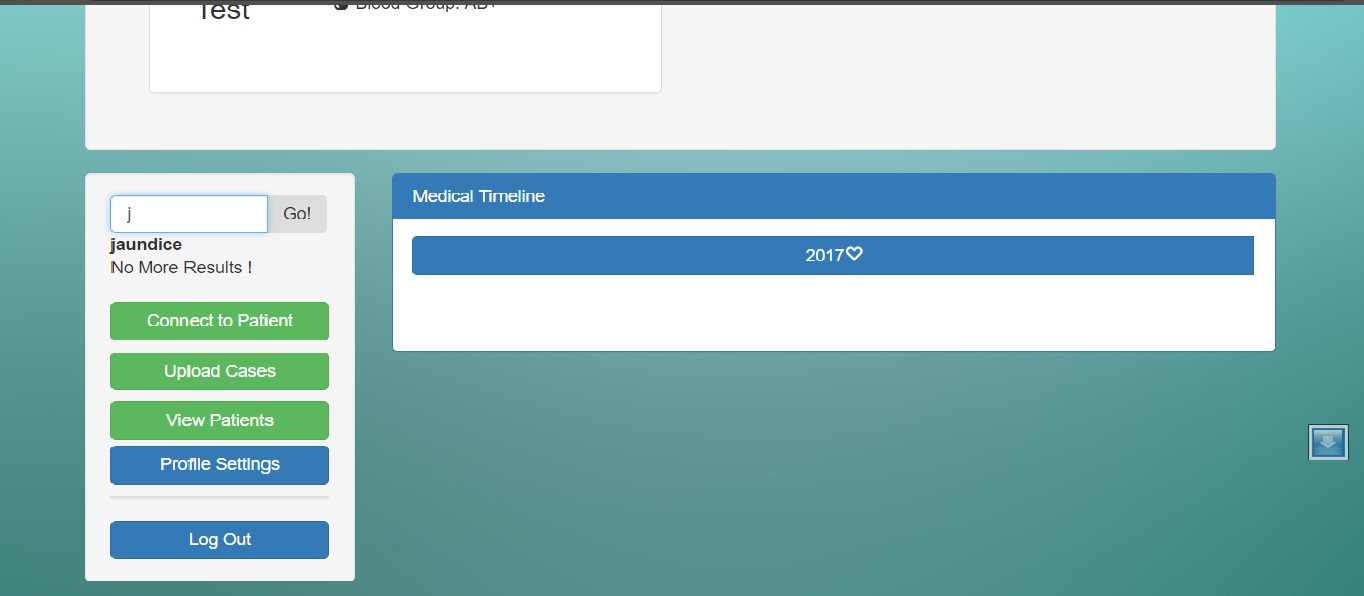 Test
Blood Group: AB+
j
Go!
jaundice
No More Results !
Connect to Patient
Upload Cases
View Patients
Profile Settings
Log Out
Medical Timeline
2017